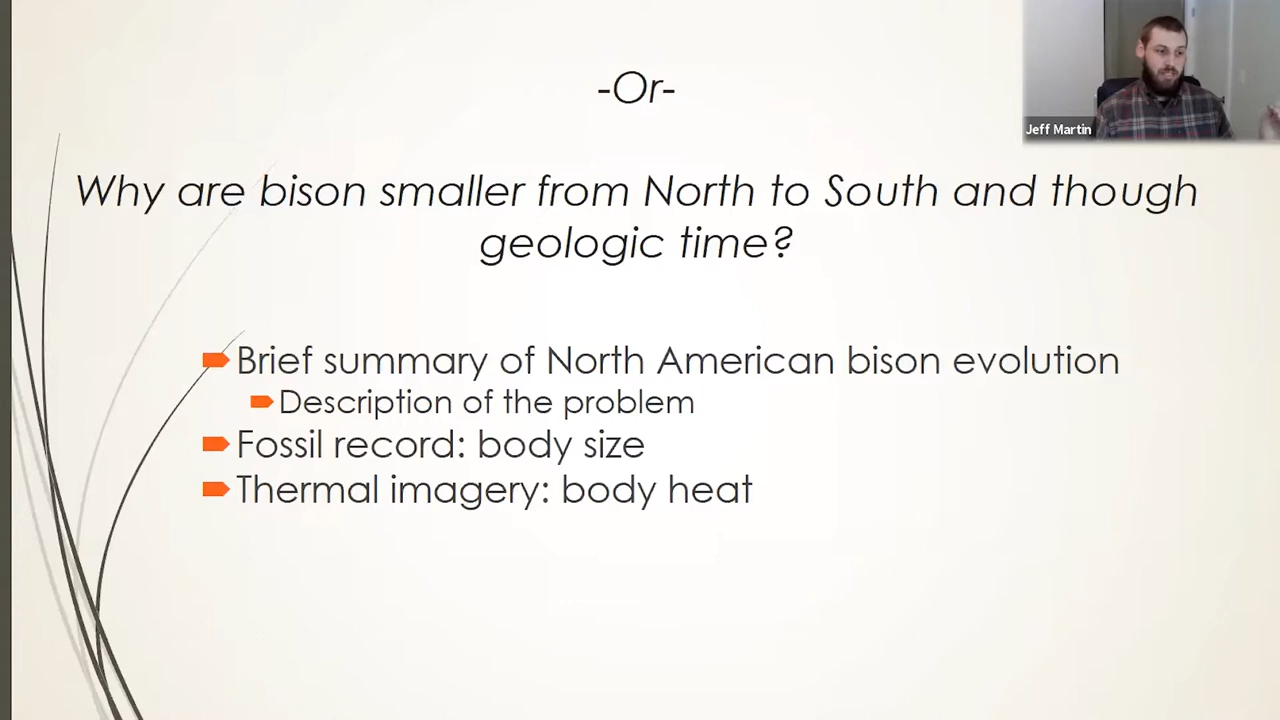 -Or-
Jeff Martin
Why are bison smaller from North to South and though
geologic time?
Brief summary of North American bison evolution
Description of the problem
Fossil record: body size
Thermal imagery: body heat